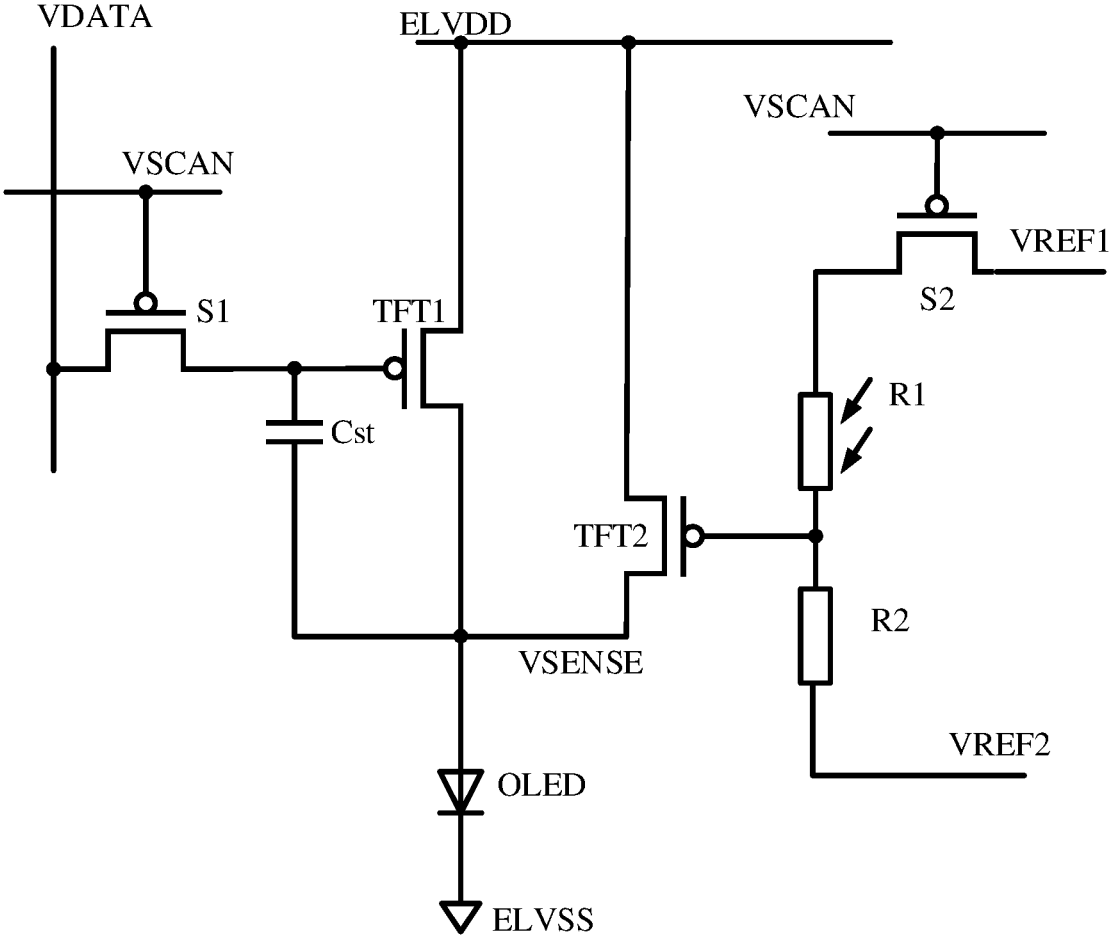 VDATA
ELVDD
VSCAN
VSCAN
VREF1
S1
TFT1
S2
R1
Cst
TFT2
R2
VSENSE
VREF2
OLED
ELVSS